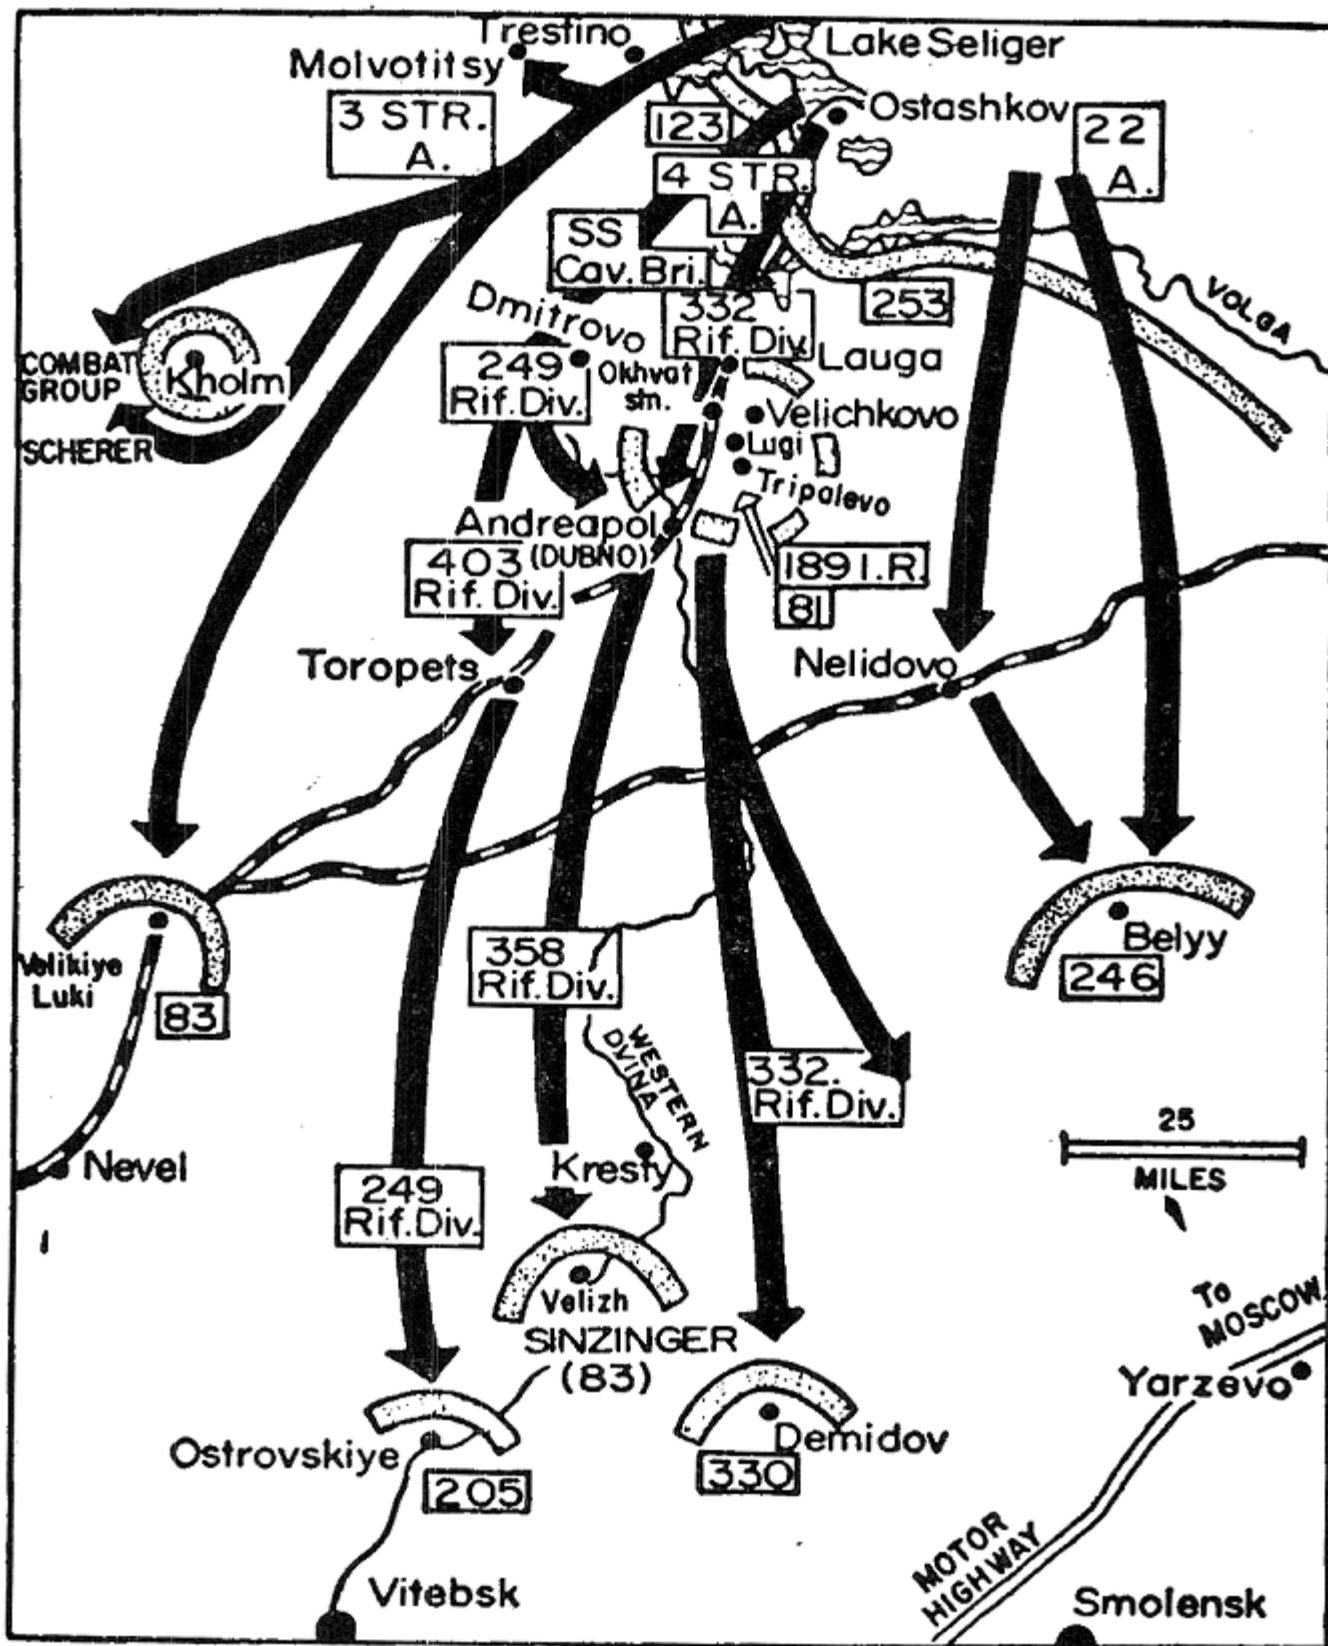 Trestino
Lake Seliger
Molvotitsy
3 STR.
A.
123
Ostashkov
22
A.
4 STR.
A.
SS
Cav. Bri.
VOLGA
253
Dmitrovo
332
Rif. Div.
Lauga
COMBAT
GROUP
Kholm
SCHERER
249
Rif. Div.
Okhvat
stn.
Velichkovo
Lugi
Tripalevo
Andreapol
(DUBNO)
403
Rif. Div.
189 I.R.
81
Toropets
Nelidovo
Velikiye
Luki
83
358
Rif. Div.
Belyy
246
WESTERN
DVINA
332.
Rif. Div.
25
MILES
Nevel
Kresty
249
Rif. Div.
Velizh
SINZINGER
(83)
To
MOSCOW
Yarzevo
Ostrovskiye
205
Demidov
330
MOTOR
HIGHWAY
Vitebsk
Smolensk